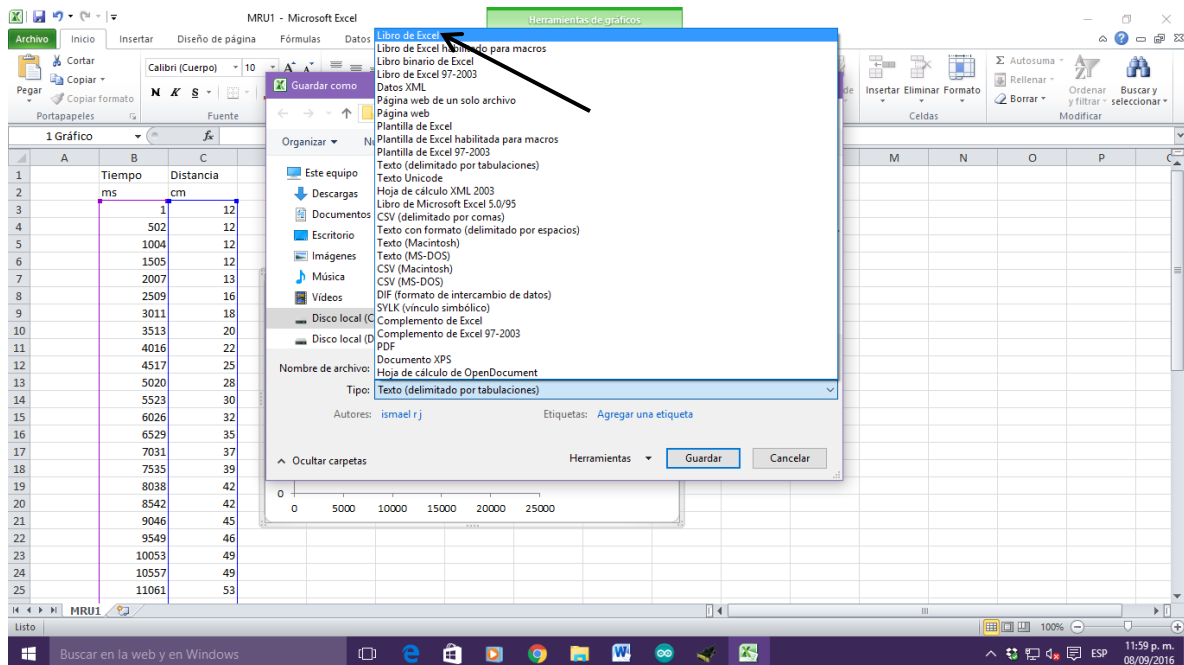 MRU1 - Microsoft Excel
Herramientas de gráficos
Archivo Inicio Insertar Diseño de página Fórmulas Datos
Pegar
Cortar
Copiar
Copiar formato
Portapapeles
Calibri (Cuerpo) 10
N K S
Fuente
Insertar Eliminar Formato
Celdas
Autosuma
Rellenar
Borrar
Ordenar y filtrar
Buscar y seleccionar
Modificar
1 Gráfico fx
A B C M N O P
1 Tiempo Distancia
2 ms cm
3 1 12
4 502 12
5 1004 12
6 1505 12
7 2007 13
8 2509 16
9 3011 18
10 3513 20
11 4016 22
12 4517 25
13 5020 28
14 5523 30
15 6026 32
16 6529 35
17 7031 37
18 7535 39
19 8038 42
20 8542 42
21 9046 45
22 9549 46
23 10053 49
24 10557 49
25 11061 53
Guardar como
Organizar
Este equipo
Descargas
Documentos
Escritorio
Imágenes
Música
Vídeos
Disco local (C
Disco local (D
Libro de Excel
Libro de Excel habilitado para macros
Libro binario de Excel
Libro de Excel 97-2003
Datos XML
Página web de un solo archivo
Página web
Plantilla de Excel
Plantilla de Excel habilitada para macros
Plantilla de Excel 97-2003
Texto (delimitado por tabulaciones)
Texto Unicode
Hoja de cálculo XML 2003
Libro de Microsoft Excel 5.0/95
CSV (delimitado por comas)
Texto con formato (delimitado por espacios)
Texto (Macintosh)
Texto (MS-DOS)
CSV (Macintosh)
CSV (MS-DOS)
DIF (formato de intercambio de datos)
SYLK (vínculo simbólico)
Complemento de Excel
Complemento de Excel 97-2003
PDF
Documento XPS
Hoja de cálculo de OpenDocument
Nombre de archivo:
Tipo: Texto (delimitado por tabulaciones)
Autores: ismael r j Etiquetas: Agregar una etiqueta
Ocultar carpetas Herramientas Guardar Cancelar
0
0 5000 10000 15000 20000 25000
MRU1
Listo 100%
Buscar en la web y en Windows
ESP
11:59 p. m.
08/09/2016